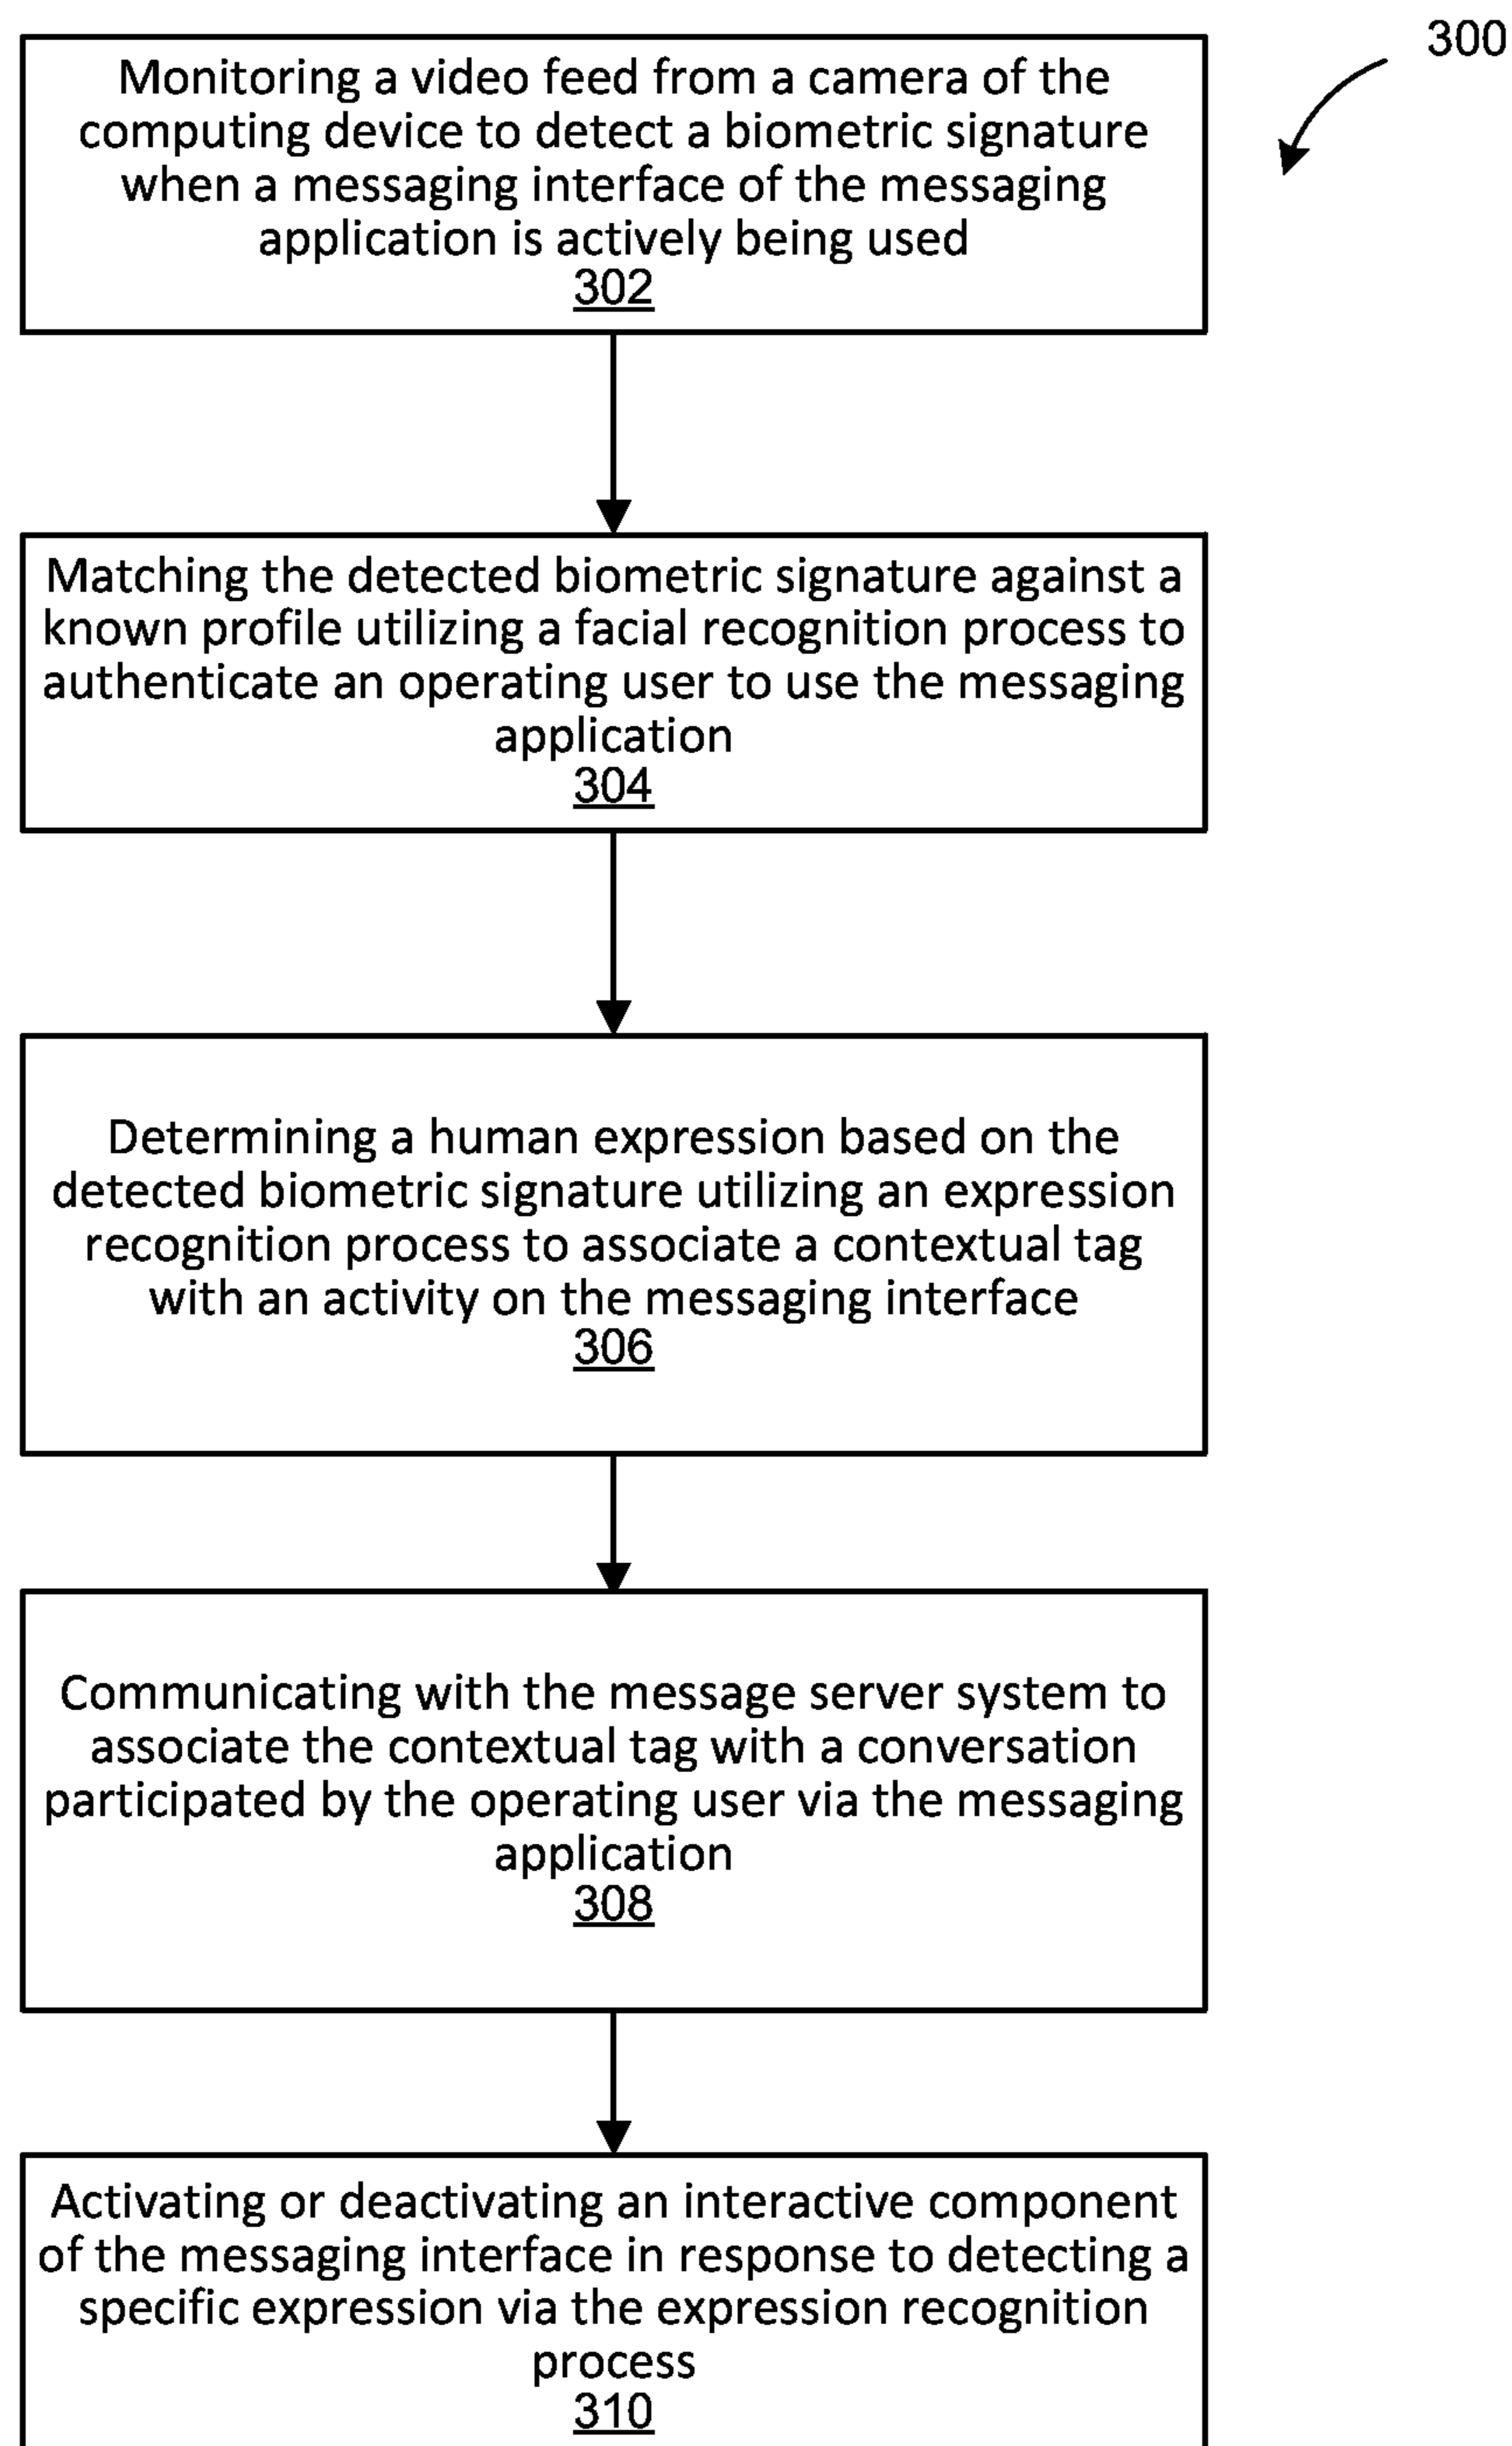 300
Monitoring a video feed from a camera of the
computing device to detect a biometric signature
when a messaging interface of the messaging
application is actively being used
302
Matching the detected biometric signature against a
known profile utilizing a facial recognition process to
authenticate an operating user to use the messaging
application
304
Determining a human expression based on the
detected biometric signature utilizing an expression
recognition process to associate a contextual tag
with an activity on the messaging interface
306
Communicating with the message server system to
associate the contextual tag with a conversation
participated by the operating user via the messaging
application
308
Activating or deactivating an interactive component
of the messaging interface in response to detecting a
specific expression via the expression recognition
process
310